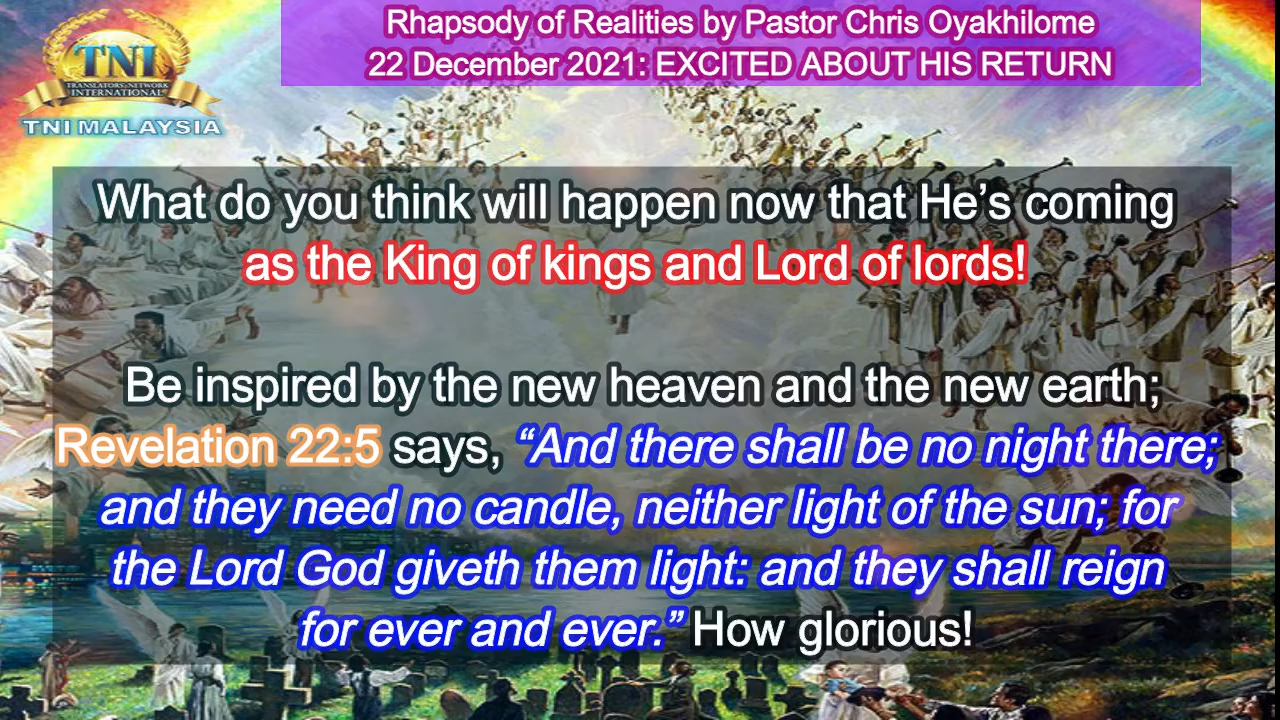 Rhapsody of Realities by Pastor Chris Oyakhilome
22 December 2021: EXCITED ABOUT HIS RETURN
TNI
TRANSLATORS' NETWORK
INTERNATIONAL
TNI MALAYSIA
What do you think will happen now that He’s coming
as the King of kings and Lord of lords!
Be inspired by the new heaven and the new earth;
Revelation 22:5 says, “And there shall be no night there;
and they need no candle, neither light of the sun; for
the Lord God giveth them light: and they shall reign
for ever and ever.” How glorious!